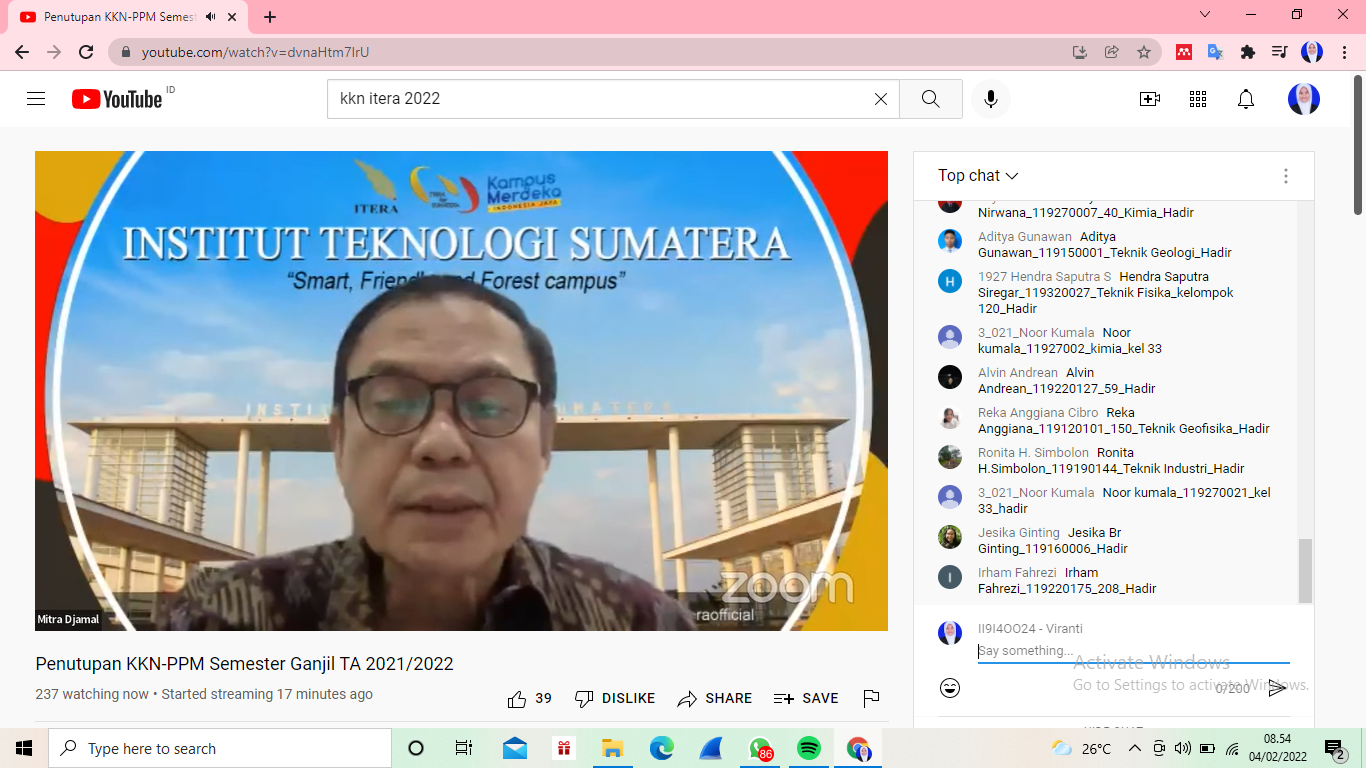 Penutupan KKN-PPM Semest
youtube.com/watch?v=dvnaHtm7IrU
YouTube ID
kkn itera 2022
ITERA
Kampus
Merdeka
INDONESIA JAYA
INSTITUT TEKNOLOGI SUMATERA
“Smart, Friend and Forest campus”
INSTI SUMATERA
zoom
raofficial
Mitra Djamal
Penutupan KKN-PPM Semester Ganjil TA 2021/2022
237 watching now • Started streaming 17 minutes ago
39 DISLIKE SHARE SAVE
Top chat
Nirwana_119270007_40_Kimia_Hadir
Aditya Gunawan Aditya
Gunawan_119150001_Teknik Geologi_Hadir
1927 Hendra Saputra S Hendra Saputra
Siregar_119320027_Teknik Fisika_kelompok
120_Hadir
3_021_Noor Kumala Noor
kumala_11927002_kimia_kel 33
Alvin Andrean Alvin
Andrean_119220127_59_Hadir
Reka Anggiana Cibro Reka
Anggiana_119120101_150_Teknik Geofisika_Hadir
Ronita H. Simbolon Ronita
H.Simbolon_119190144_Teknik Industri_Hadir
3_021_Noor Kumala Noor kumala_119270021_kel
33_hadir
Jesika Ginting Jesika Br
Ginting_119160006_Hadir
Irham Fahrezi Irham
Fahrezi_119220175_208_Hadir
II9I4OO24 - Viranti
Say something...
0/200
Activate Windows
Go to Settings to activate Windows.
Type here to search
86
26°C
08.54
04/02/2022
2